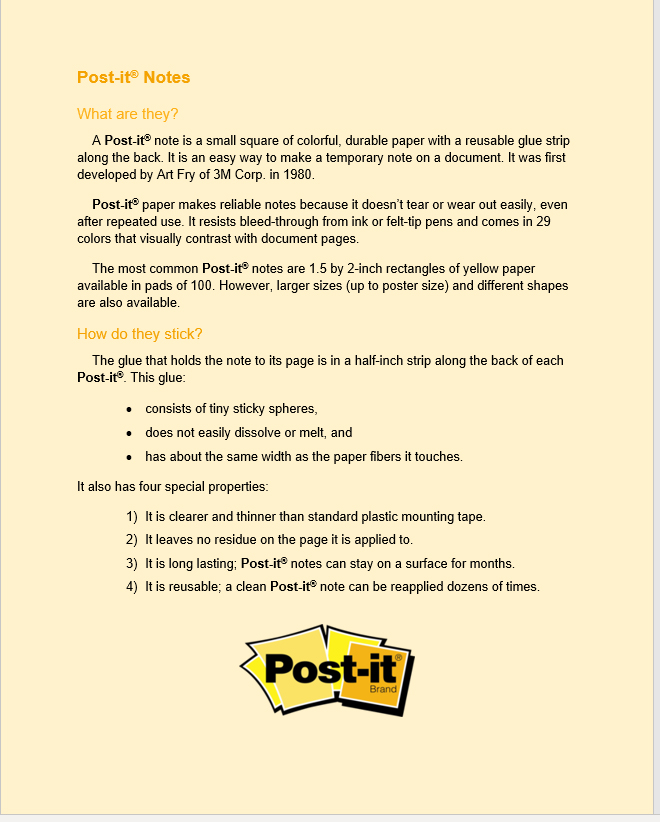 Post-it® Notes
What are they?
A Post-it® note is a small square of colorful, durable paper with a reusable glue strip
along the back. It is an easy way to make a temporary note on a document. It was first
developed by Art Fry of 3M Corp. in 1980.
Post-it® paper makes reliable notes because it doesn't tear or wear out easily, even
after repeated use. It resists bleed-through from ink or felt-tip pens and comes in 29
colors that visually contrast with document pages.
The most common Post-it® notes are 1.5 by 2-inch rectangles of yellow paper
available in pads of 100. However, larger sizes (up to poster size) and different shapes
are also available.
How do they stick?
The glue that holds the note to its page is in a half-inch strip along the back of each
Post-it®. This glue:
• consists of tiny sticky spheres,
• does not easily dissolve or melt, and
• has about the same width as the paper fibers it touches.
It also has four special properties:
1) It is clearer and thinner than standard plastic mounting tape.
2) It leaves no residue on the page it is applied to.
3) It is long lasting; Post-it® notes can stay on a surface for months.
4) It is reusable; a clean Post-it® note can be reapplied dozens of times.
Post-it®
Brand